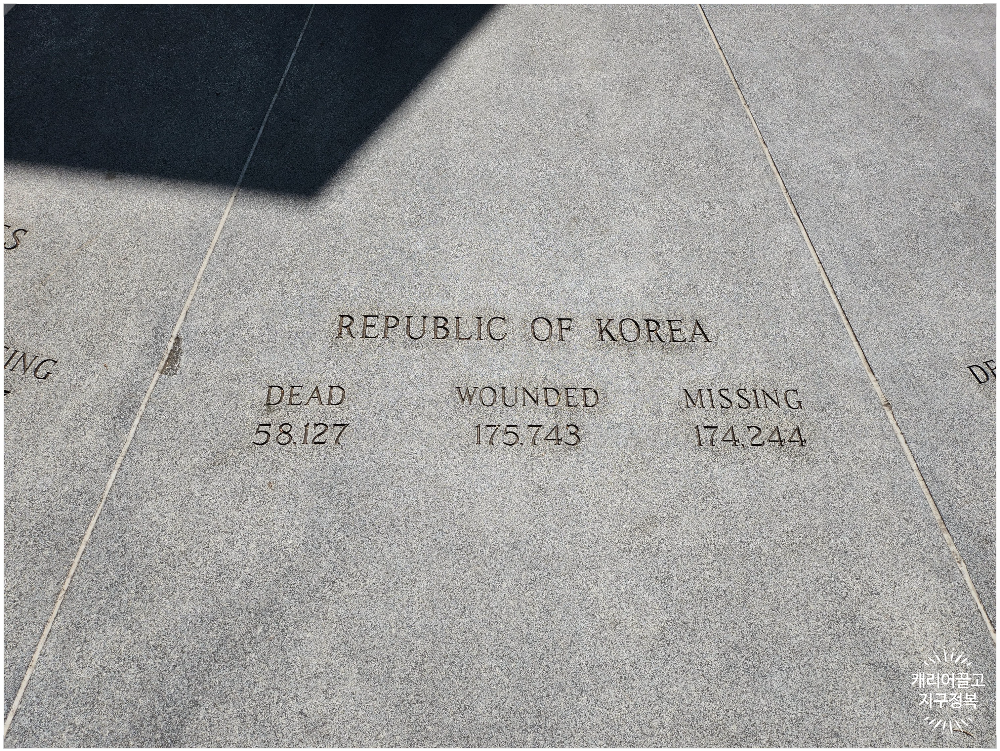 REPUBLIC OF KOREA
DEAD WOUNDED MISSING
58,127 175,743 174,244
캐리어끌고
지구정복